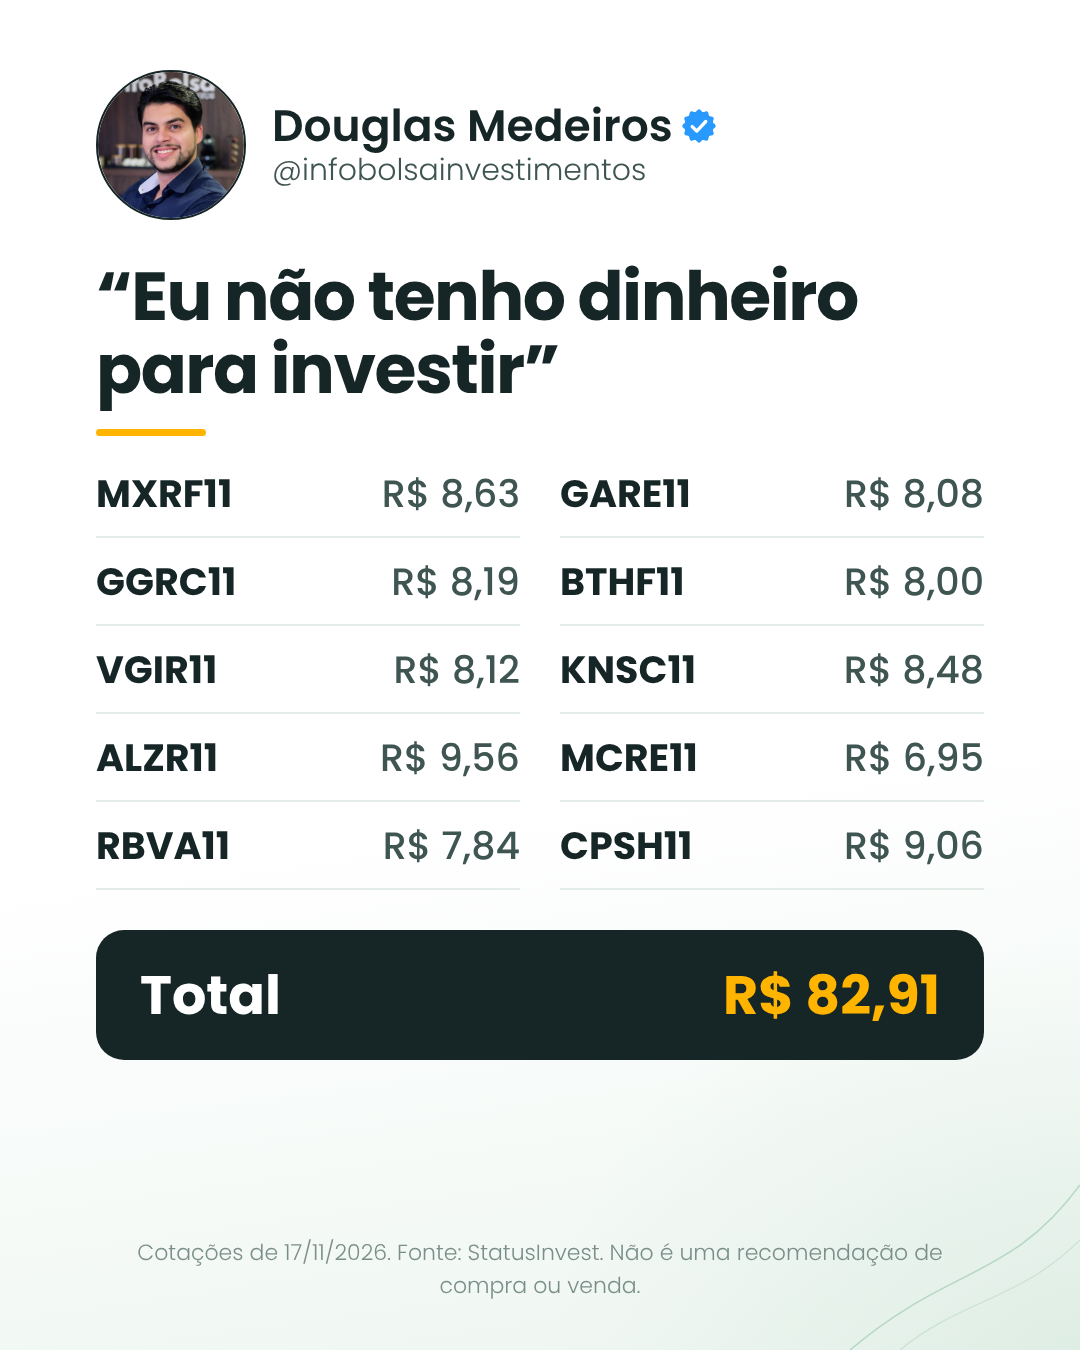 Douglas Medeiros
@infobolsainvestimentos
“Eu não tenho dinheiro
para investir”
MXRF11 R$ 8,63 GARE11 R$ 8,08
GGRC11 R$ 8,19 BTHF11 R$ 8,00
VGIR11 R$ 8,12 KNSC11 R$ 8,48
ALZR11 R$ 9,56 MCRE11 R$ 6,95
RBVA11 R$ 7,84 CPSH11 R$ 9,06
Total R$ 82,91
Cotações de 17/11/2026. Fonte: StatusInvest. Não é uma recomendação de
compra ou venda.